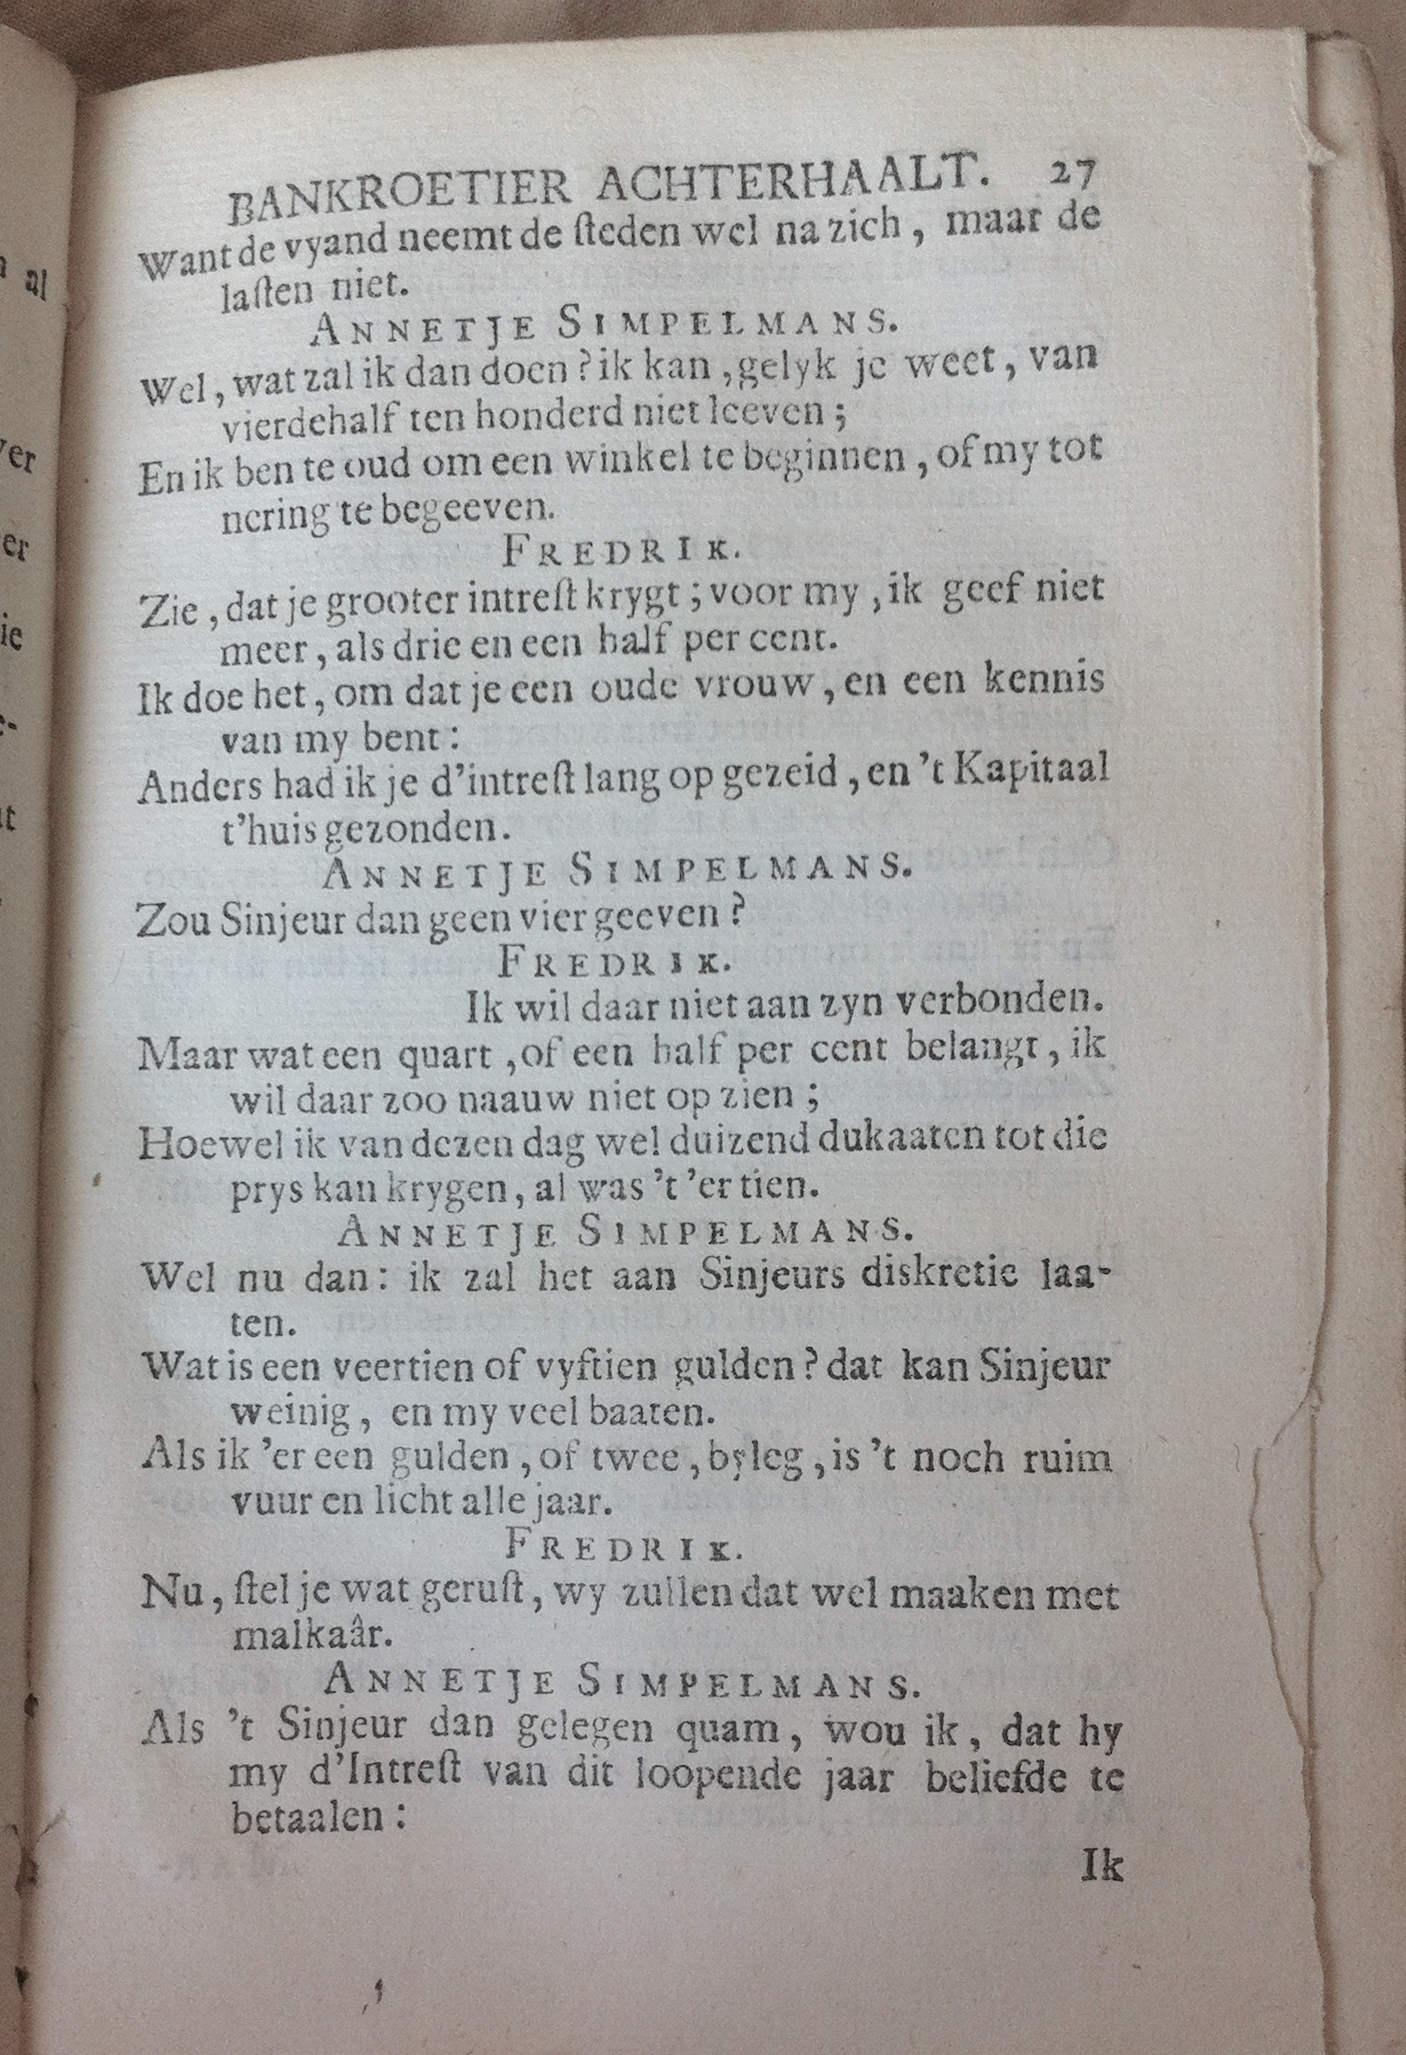 BANKROETIER ACHTERHAALT. 27
Want de vyand neemt de ſteden wel na zich, maar de
laſten niet.
ANNETJE SIMPELMANS.
Wel, wat zal ik dan doen? ik kan, gelyk je weet, van
vierdehalf ten honderd niet leeven;
En ik ben te oud om een winkel te beginnen, of my tot
nering te begeeven.
FREDRIK.
Zie, dat je grooter intreſt krygt; voor my, ik geef niet
meer, als drie en een half per cent.
Ik doe het, om dat je een oude vrouw, en een kennis
van my bent:
Anders had ik je d'intreſt lang op gezeid, en 't Kapitaal
t'huis gezonden.
ANNETJE SIMPELMANS.
Zou Sinjeur dan geen vier geeven?
FREDRIK.
Ik wil daar niet aan zyn verbonden.
Maar wat een quart, of een half per cent belangt, ik
wil daar zoo naauw niet op zien;
Hoewel ik van dezen dag wel duizend dukaaten tot die
prys kan krygen, al was 't 'er tien.
ANNETJE SIMPELMANS.
Wel nu dan: ik zal het aan Sinjeurs diskretie laa-
ten.
Wat is een veertien of vyftien gulden? dat kan Sinjeur
weinig, en my veel baaten.
Als ik 'er een gulden, of twee, byleg, is 't noch ruim
vuur en licht alle jaar.
FREDRIK.
Nu, ſtel je wat geruſt, wy zullen dat wel maaken met
malkaâr.
ANNETJE SIMPELMANS.
Als 't Sinjeur dan gelegen quam, wou ik, dat hy
my d'Intreſt van dit loopende jaar beliefde te
betaalen:
Ik